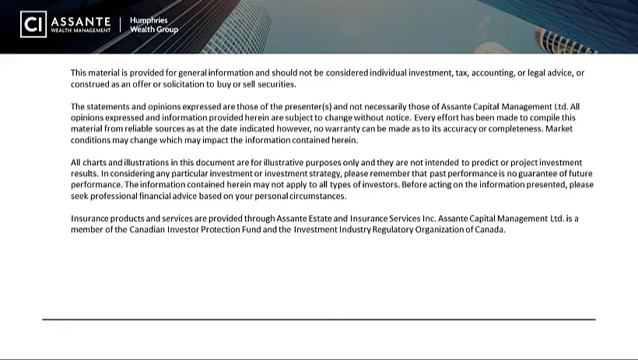 CI ASSANTE WEALTH MANAGEMENT | Humphries Wealth Group
This material is provided for general information and should not be considered individual investment, tax, accounting, or legal advice, or
construed as an offer or solicitation to buy or sell securities.
The statements and opinions expressed are those of the presenter(s) and not necessarily those of Assante Capital Management Ltd. All
opinions expressed and information provided herein are subject to change without notice. Every effort has been made to compile this
material from reliable sources as at the date indicated however, no warranty can be made as to its accuracy or completeness. Market
conditions may change which may impact the information contained herein.
All charts and illustrations in this document are for illustrative purposes only and they are not intended to predict or project investment
results. In considering any particular investment or investment strategy, please remember that past performance is no guarantee of future
performance. The information contained herein may not apply to all types of investors. Before acting on the information presented, please
seek professional financial advice based on your personal circumstances.
Insurance products and services are provided through Assante Estate and Insurance Services Inc. Assante Capital Management Ltd. is a
member of the Canadian Investor Protection Fund and the Investment Industry Regulatory Organization of Canada.